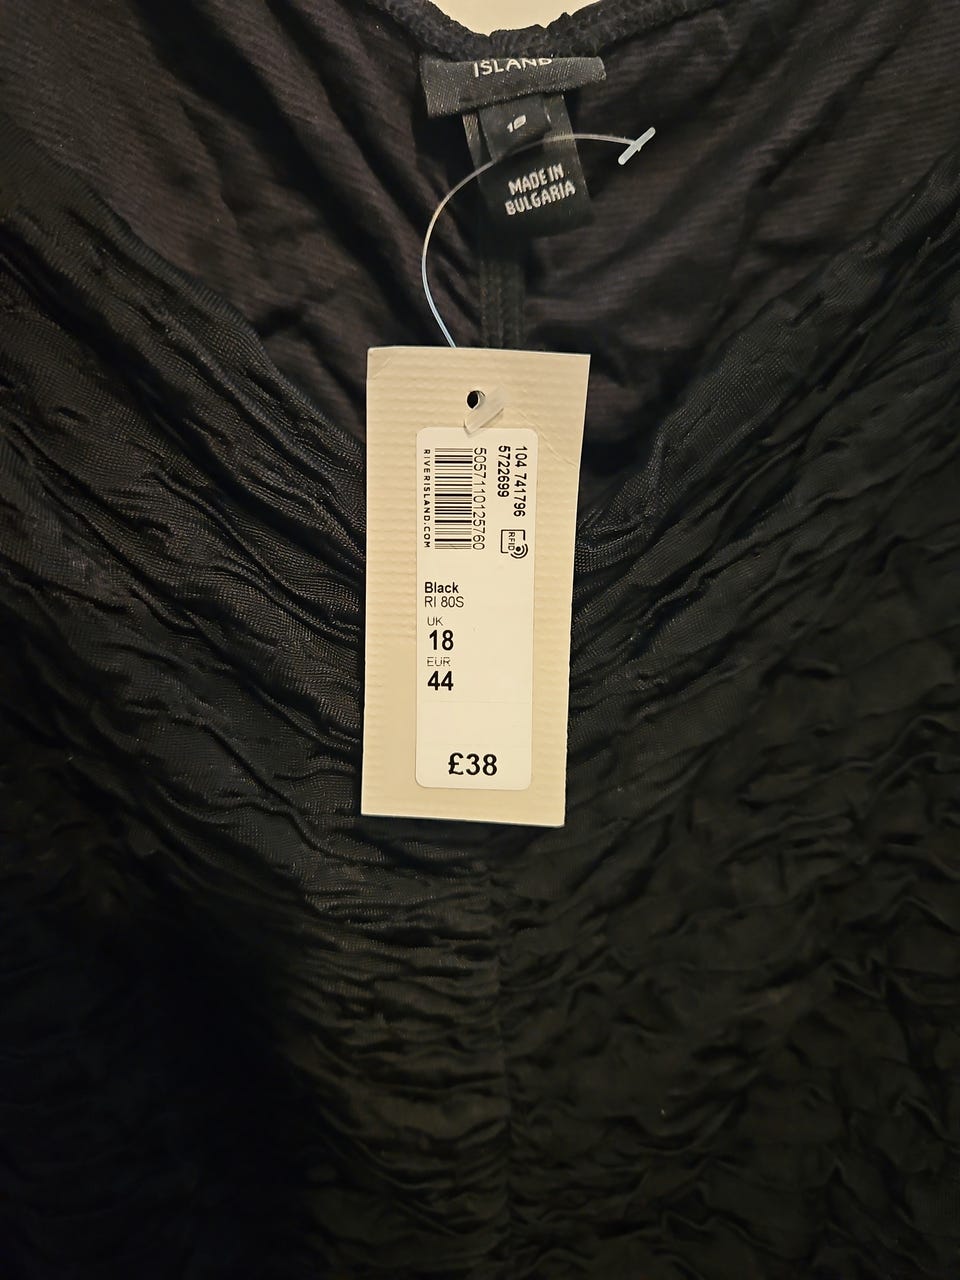 ISLAND
18
MADE IN
BULGARIA
104 741796
5722699
RFID
5057110125760
RIVERISLAND.COM
Black
RI 80S
UK
18
EUR
44
£38